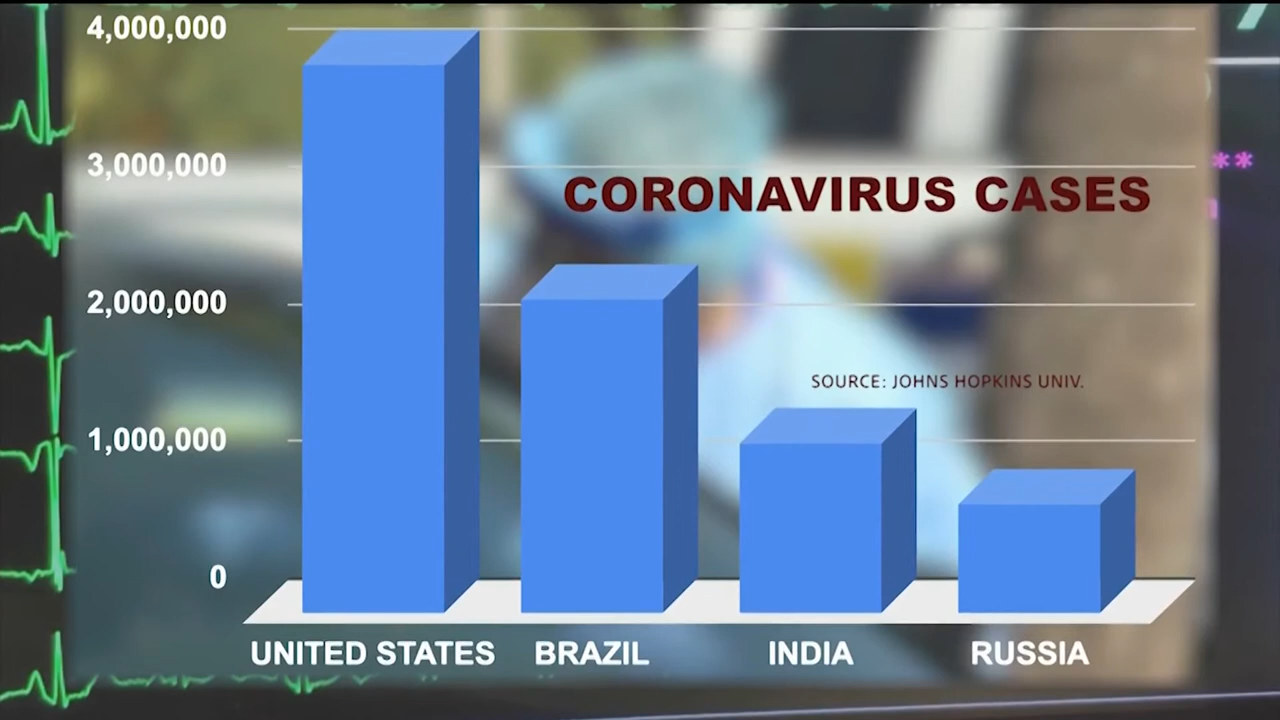 4,000,000
3,000,000
**
CORONAVIRUS CASES
2,000,000
SOURCE: JOHNS HOPKINS UNIV.
1,000,000
0
UNITED STATES BRAZIL INDIA RUSSIA